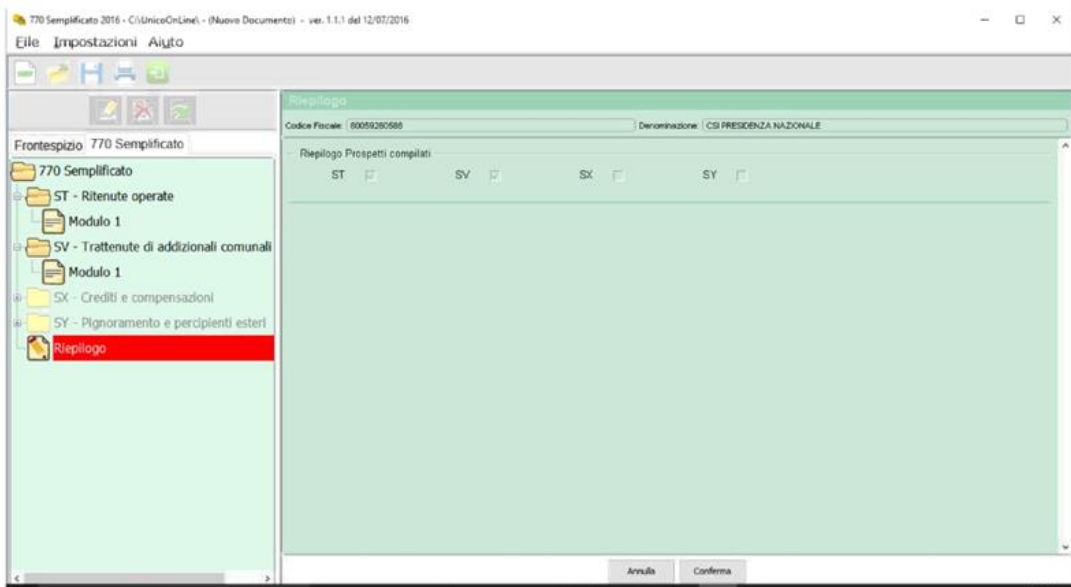 770 Semplificato 2016 - C:\UnicoOnLine\ - (Nuovo Documento) - ver. 1.1.1 del 12/07/2016
File Impostazioni Aiuto
Frontespizio 770 Semplificato
770 Semplificato
ST - Ritenute operate
Modulo 1
SV - Trattenute di addizionali comunali
Modulo 1
SX - Crediti e compensazioni
SY - Pignoramento e percipienti esteri
Riepilogo
Riepilogo
Codice Fiscale: 80059280588 Denominazione: CSI PRESIDENZA NAZIONALE
Riepilogo Prospetti compilati
ST SV SX SY
Annulla Conferma